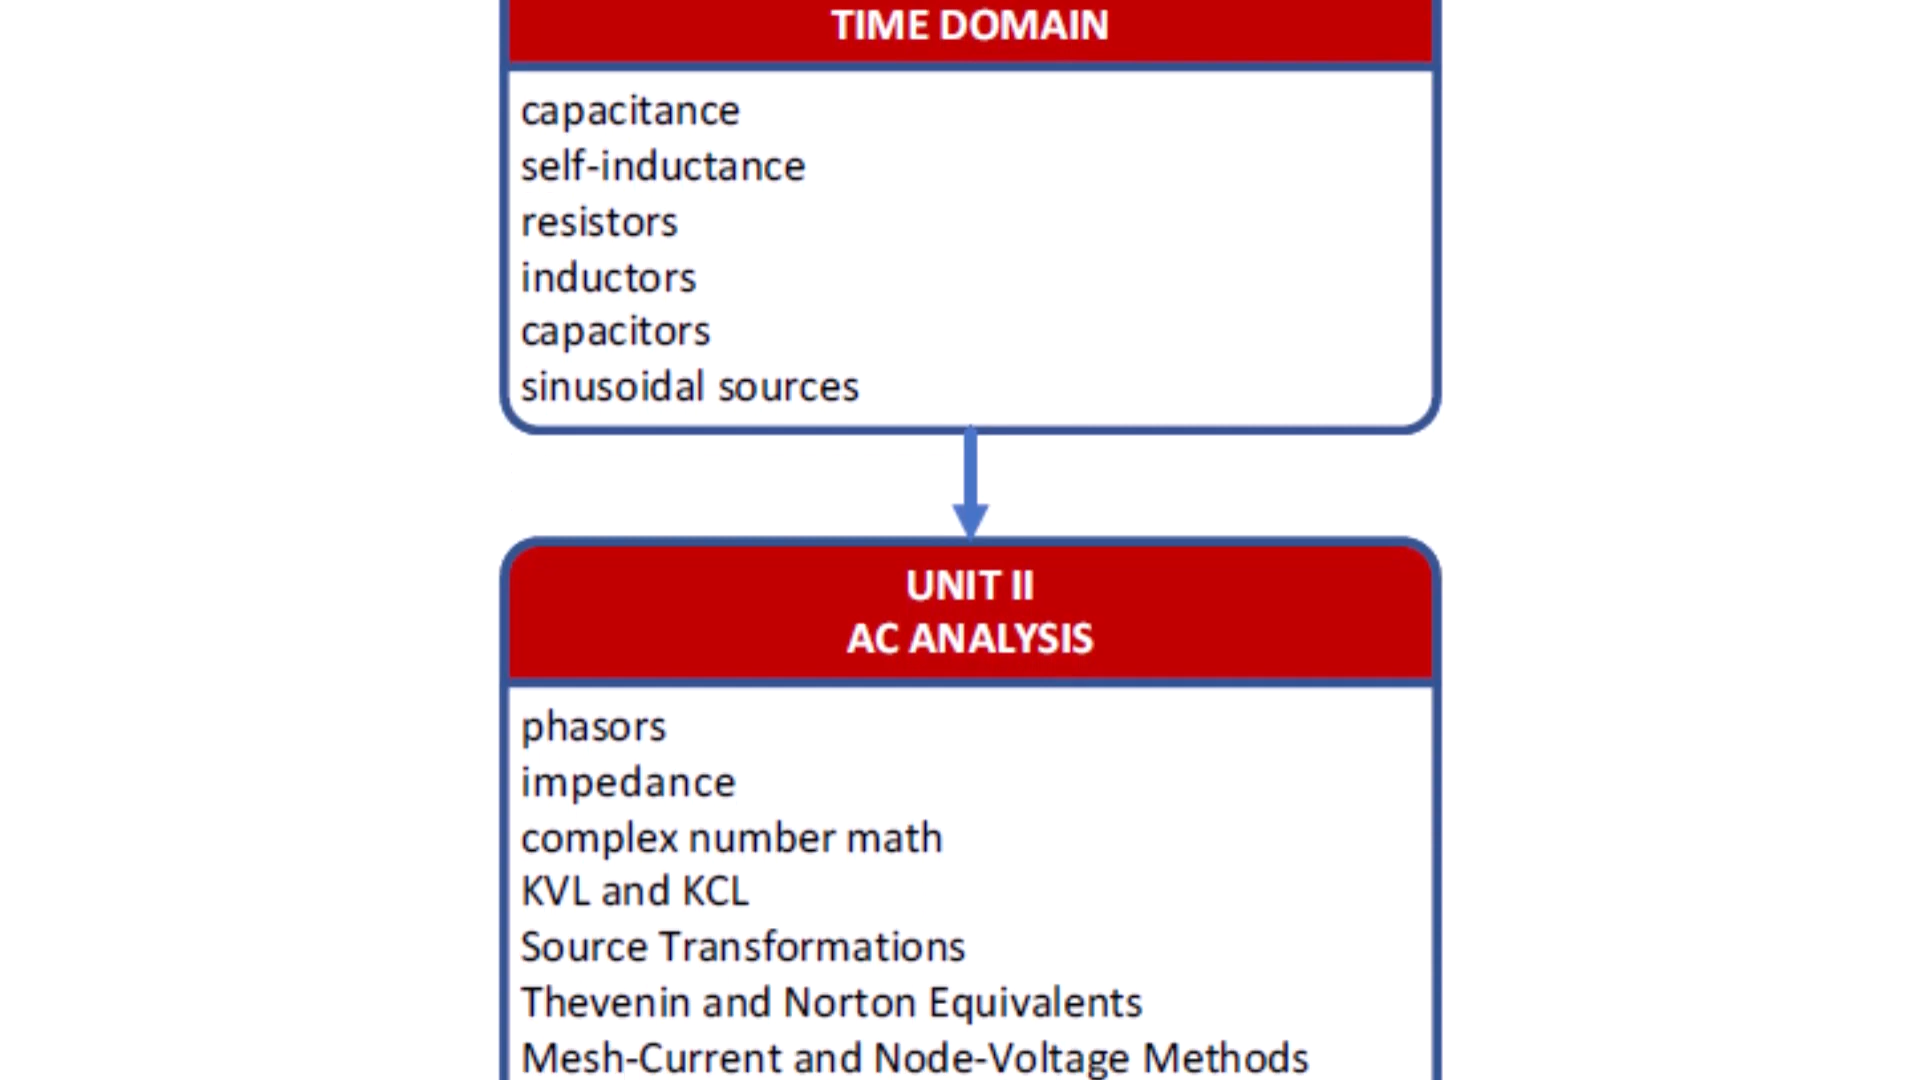 TIME DOMAIN
capacitance
self-inductance
resistors
inductors
capacitors
sinusoidal sources
UNIT II
AC ANALYSIS
phasors
impedance
complex number math
KVL and KCL
Source Transformations
Thevenin and Norton Equivalents
Mesh-Current and Node-Voltage Methods